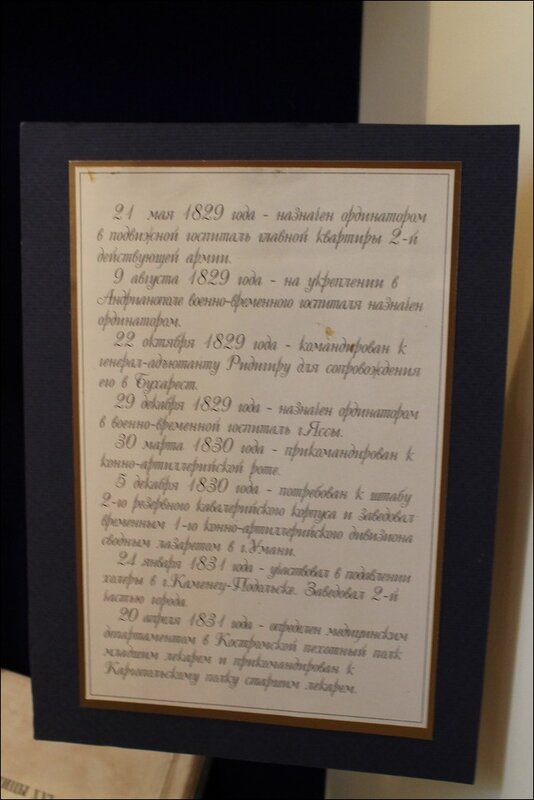 21 мая 1829 года - назначен ординатором
в подвижной госпиталь главной квартиры 2-й
действующей армии.
9 августа 1829 года - на укреплении в
Андрианополе военно-временного госпиталя назначен
ординатором.
22 октября 1829 года - командирован к
генерал-адъютанту Ридигиру для сопровождения
его в Бухарест.
29 декабря 1829 года - назначен ординатором
в военно-временной госпиталь г.Яссы.
30 марта 1830 года - прикомандирован к
конно-артиллерийской роте.
5 декабря 1830 года - потребован к штабу
2-го резервного кавалерийского корпуса и заведовал
временным 1-го конно-артиллерийского дивизиона
сводным лазаретом в г.Умани.
24 января 1831 года - участвовал в подавлении
холеры в г.Каменец-Подольске. Заведовал 2-й
частью города.
20 апреля 1831 года - определен медицинским
департаментом в Костромской пехотный полк
младшим лекарем и прикомандирован к
Каргопольскому полку старшим лекарем.